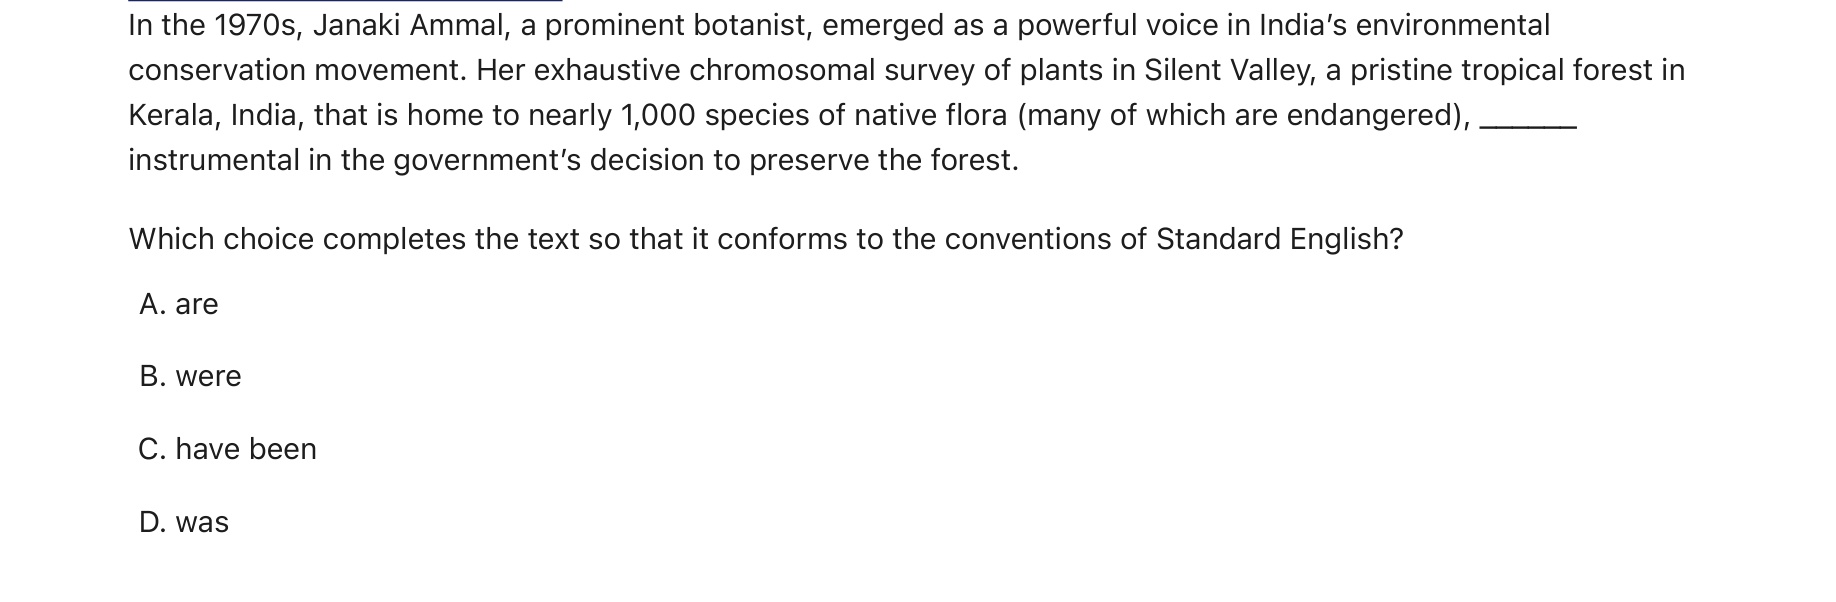 In the 1970s, Janaki Ammal, a prominent botanist, emerged as a powerful voice in India’s environmental
conservation movement. Her exhaustive chromosomal survey of plants in Silent Valley, a pristine tropical forest in
Kerala, India, that is home to nearly 1,000 species of native flora (many of which are endangered), ______
instrumental in the government’s decision to preserve the forest.
Which choice completes the text so that it conforms to the conventions of Standard English?
A. are
B. were
C. have been
D. was